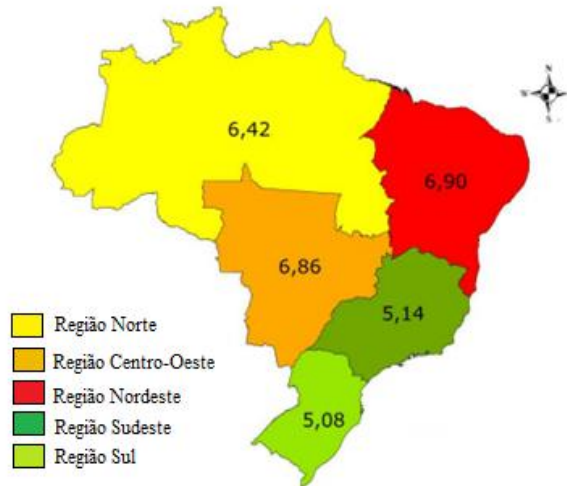 N
W
S
6,42
6,90
6,86
5,14
5,08
Região Norte
Região Centro-Oeste
Região Nordeste
Região Sudeste
Região Sul